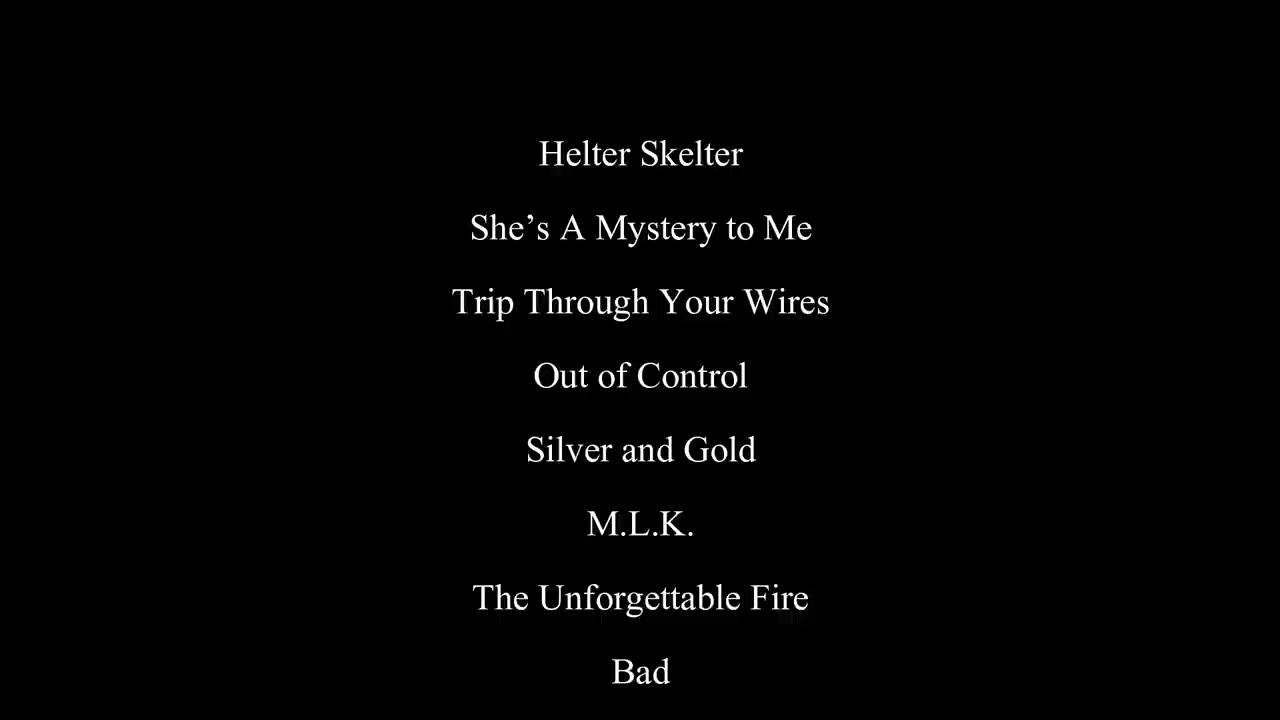 Helter Skelter
She’s A Mystery to Me
Trip Through Your Wires
Out of Control
Silver and Gold
M.L.K.
The Unforgettable Fire
Bad